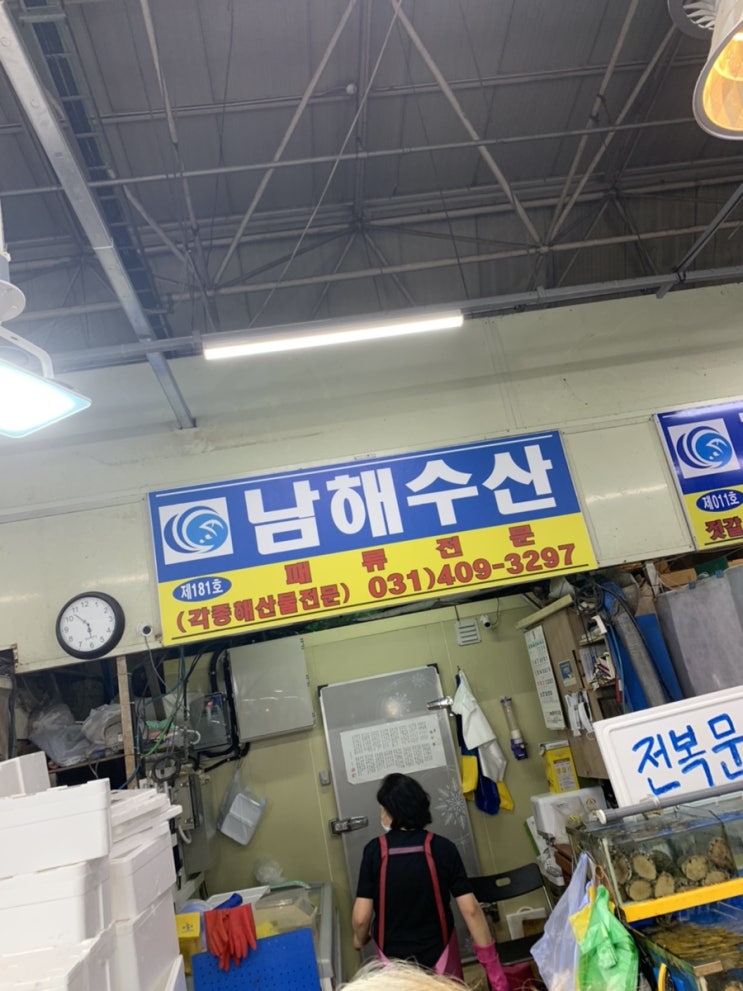 남해수산
제181호
패류전문
(각종해산물전문) 031)409-3297
제011호
젓갈
전복문